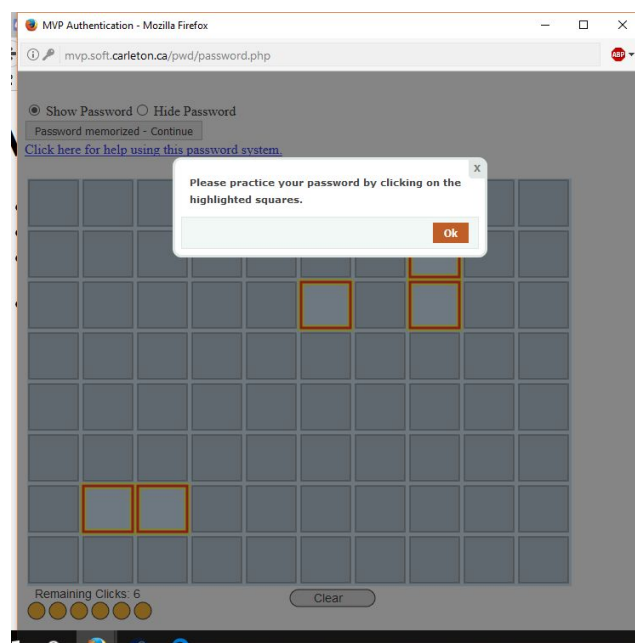 MVP Authentication - Mozilla Firefox
mvp.soft.carleton.ca/pwd/password.php
ABP
Show Password Hide Password
Password memorized - Continue
Click here for help using this password system.
x
Please practice your password by clicking on the
highlighted squares.
Ok
Remaining Clicks: 6
Clear